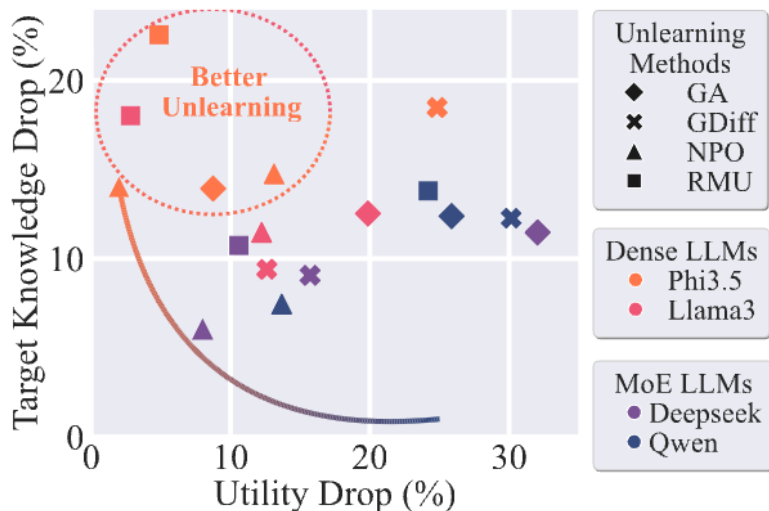 Target Knowledge Drop (%)
20
10
0
Better
Unlearning
0
10
20
30
Utility Drop (%)
Unlearning
Methods
GA
GDiff
NPO
RMU
Dense LLMs
Phi3.5
Llama3
MoE LLMs
Deepseek
Qwen